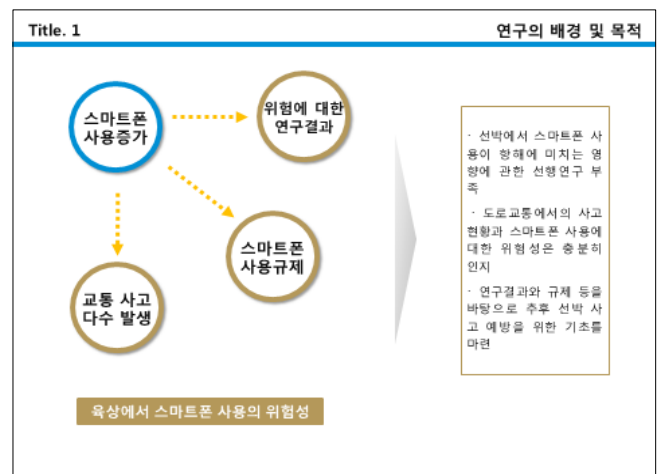 Title. 1
연구의 배경 및 목적
스마트폰
사용증가
위험에 대한
연구결과
스마트폰
사용규제
교통 사고
다수 발생
육상에서 스마트폰 사용의 위험성
· 선박에서 스마트폰 사
용이 항해에 미치는 영
향에 관한 선행연구 부
족
· 도로교통에서의 사고
현황과 스마트폰 사용에
대한 위험성은 충분히
인지
· 연구결과와 규제 등을
바탕으로 추후 선박 사
고 예방을 위한 기초를
마련